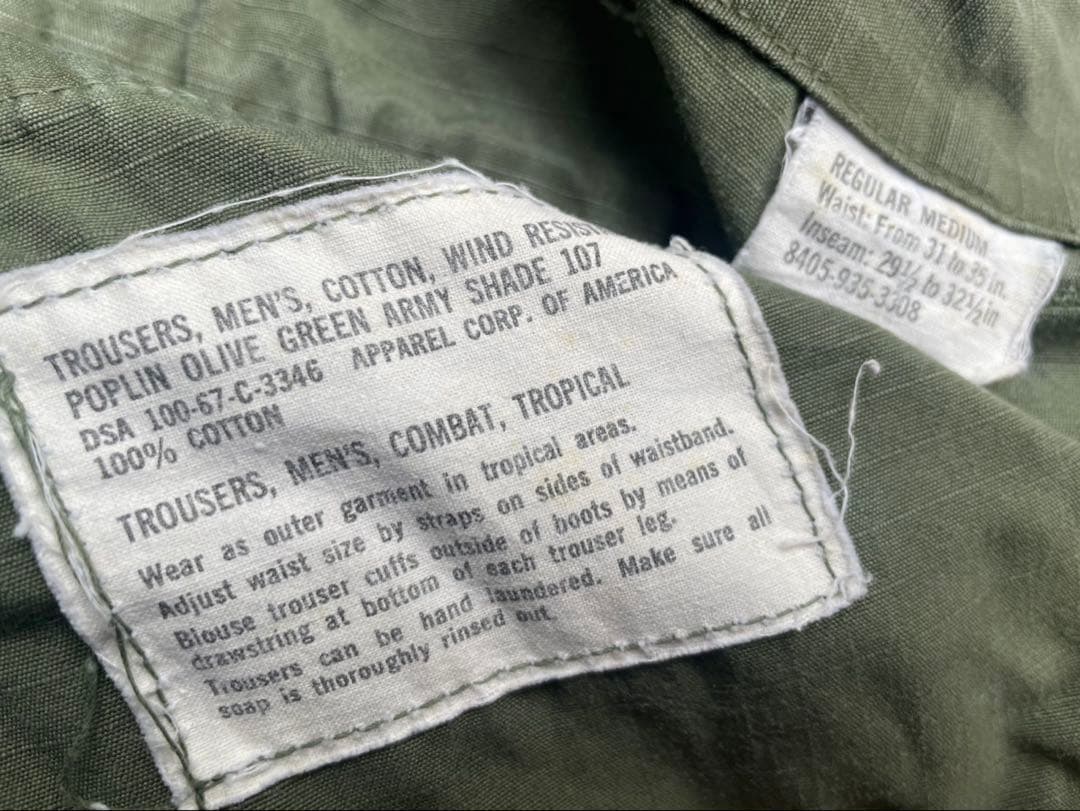 TROUSERS, MEN'S, COTTON, WIND RESIST
POPLIN OLIVE GREEN ARMY SHADE 107
DSA 100-67-C-3346 APPAREL CORP. OF AMERICA
100% COTTON
TROUSERS, MEN'S, COMBAT, TROPICAL
Wear as outer garment in tropical areas.
Adjust waist size by straps on sides of waistband.
Blouse trouser cuffs outside of boots by means of
drawstring at bottom of each trouser leg.
Trousers can be hand laundered. Make sure all
soap is thoroughly rinsed out.
REGULAR MEDIUM
Waist: From 31 to 35 in.
Inseam: 29½ to 32½ in
8405-935-3308